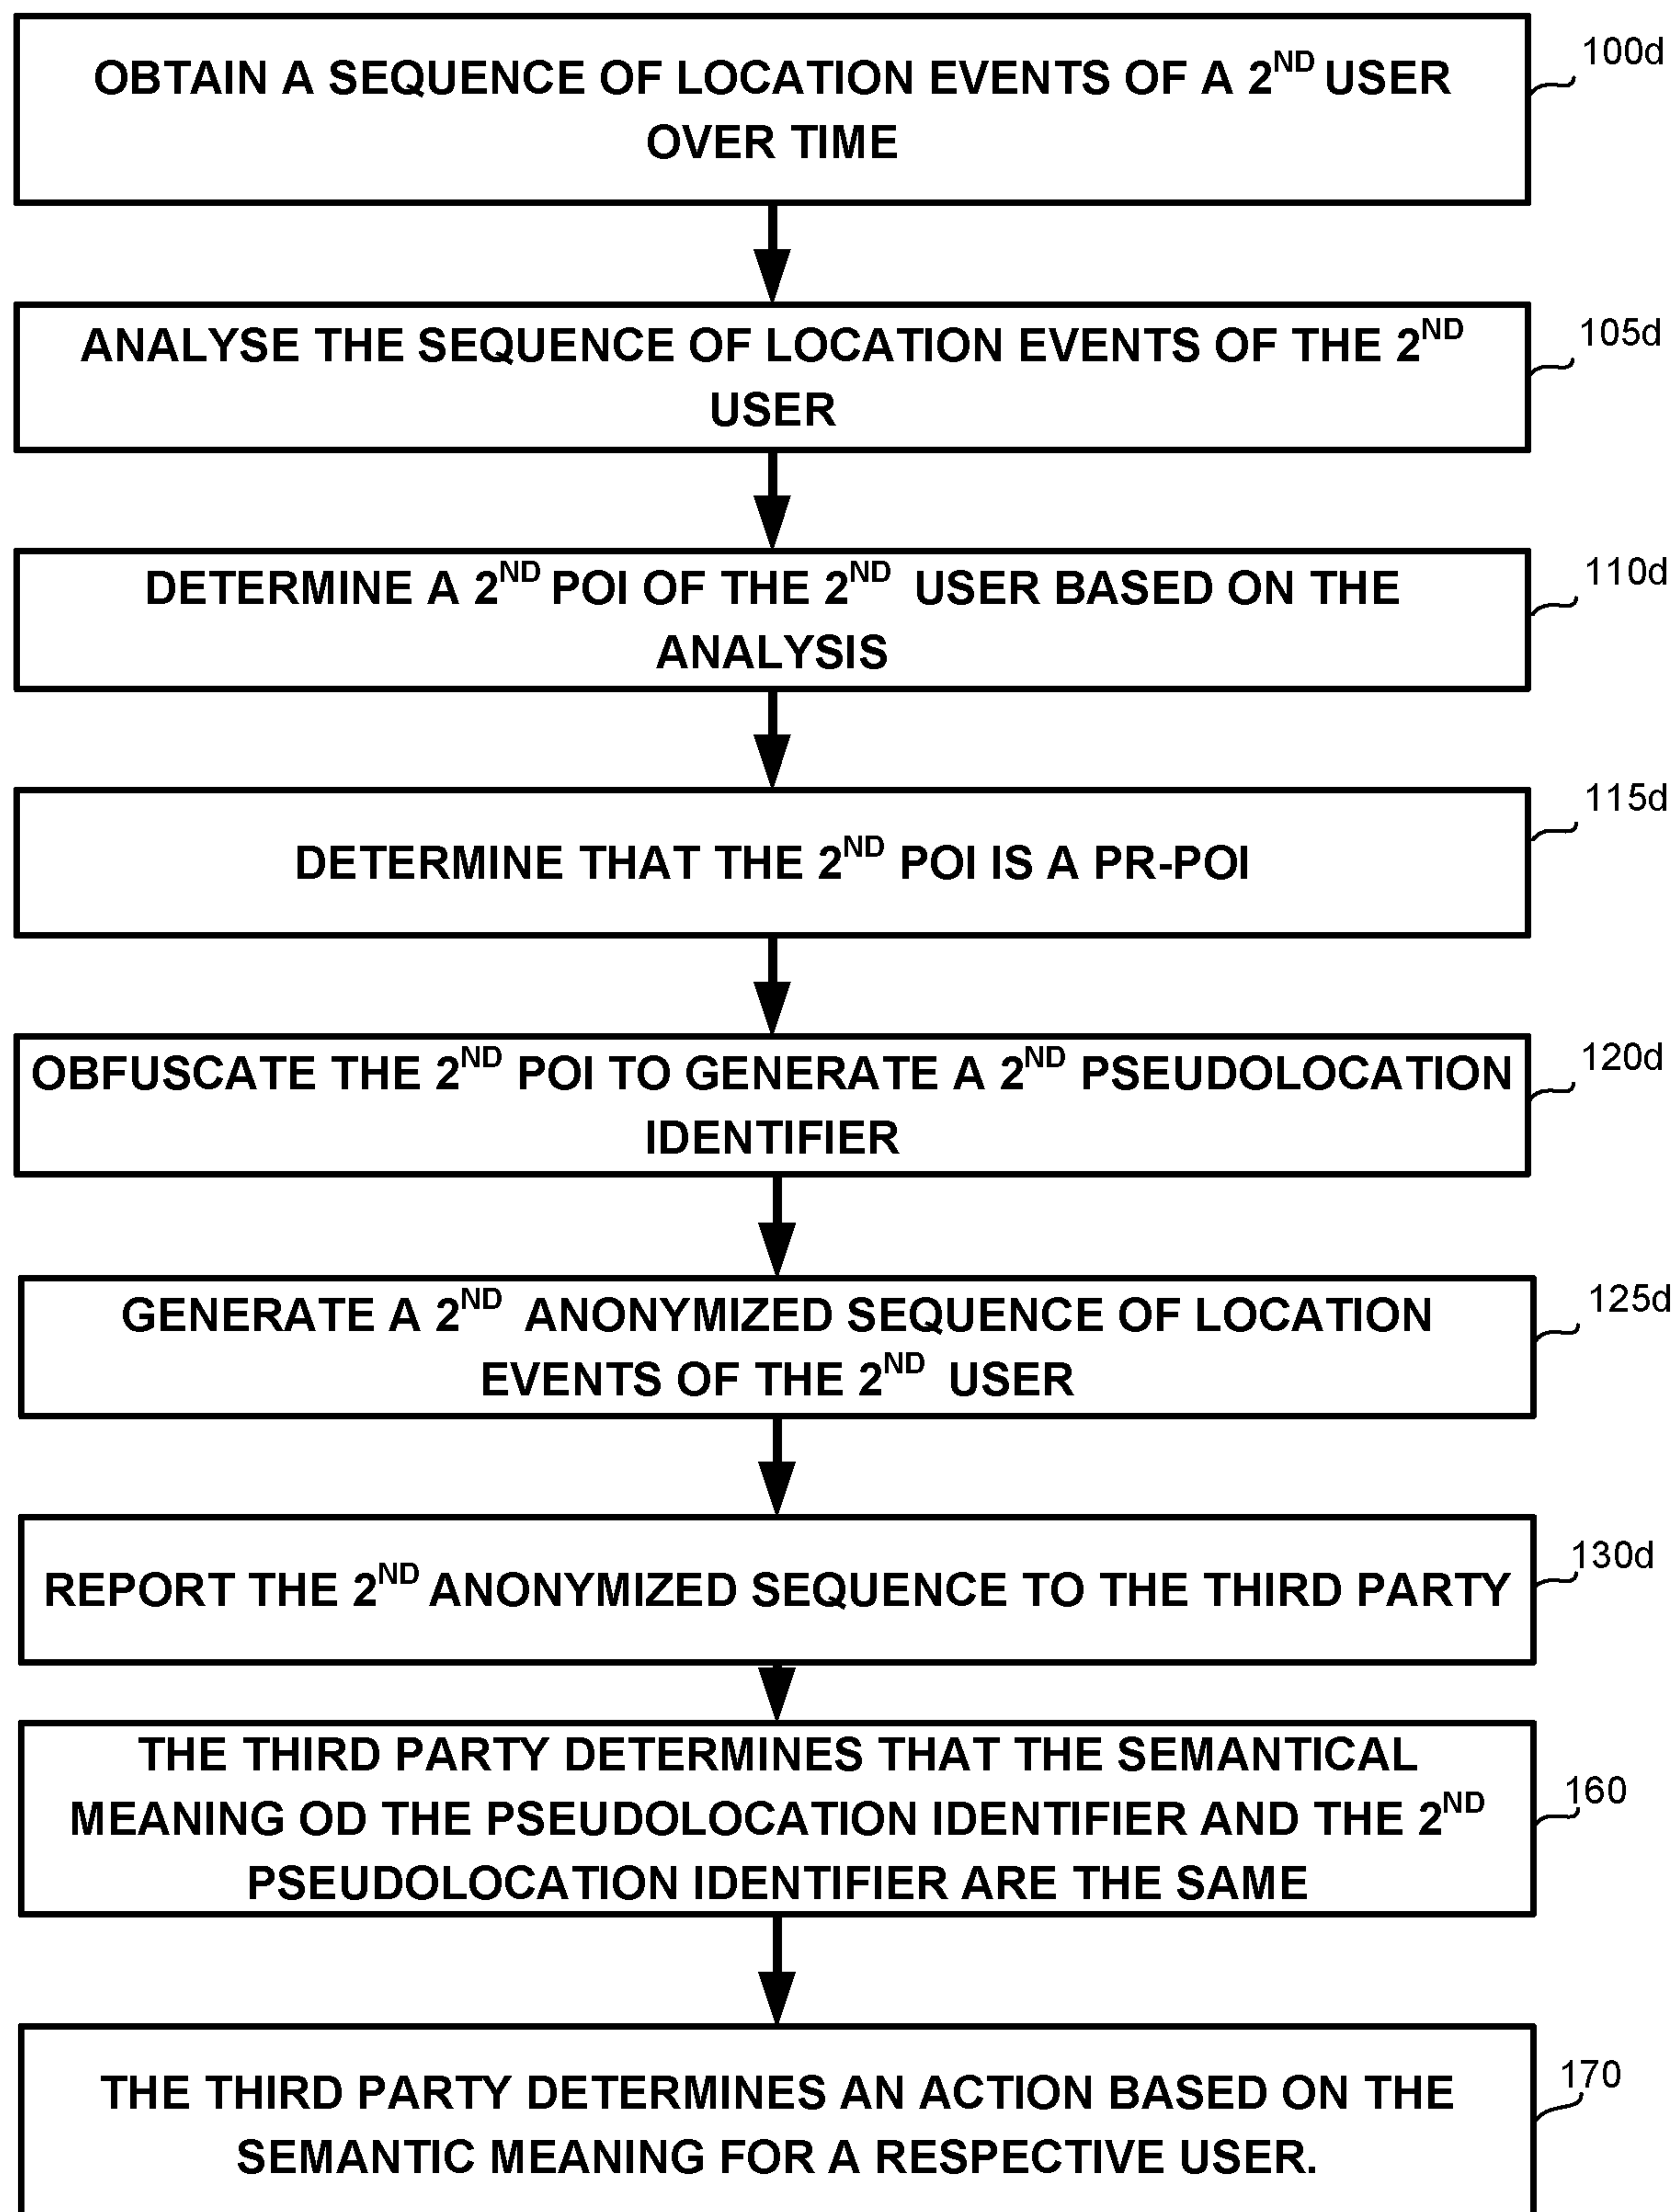 OBTAIN A SEQUENCE OF LOCATION EVENTS OF A 2ND USER
OVER TIME
100d
ANALYSE THE SEQUENCE OF LOCATION EVENTS OF THE 2ND
USER
105d
DETERMINE A 2ND POI OF THE 2ND USER BASED ON THE
ANALYSIS
110d
DETERMINE THAT THE 2ND POI IS A PR-POI
115d
OBFUSCATE THE 2ND POI TO GENERATE A 2ND PSEUDOLOCATION
IDENTIFIER
120d
GENERATE A 2ND ANONYMIZED SEQUENCE OF LOCATION
EVENTS OF THE 2ND USER
125d
REPORT THE 2ND ANONYMIZED SEQUENCE TO THE THIRD PARTY
130d
THE THIRD PARTY DETERMINES THAT THE SEMANTICAL
MEANING OD THE PSEUDOLOCATION IDENTIFIER AND THE 2ND
PSEUDOLOCATION IDENTIFIER ARE THE SAME
160
THE THIRD PARTY DETERMINES AN ACTION BASED ON THE
SEMANTIC MEANING FOR A RESPECTIVE USER.
170